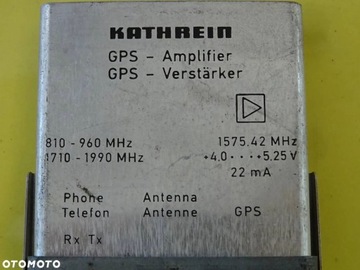 KATHREIN
GPS - Amplifier
GPS - Verstärker
810 - 960 MHz 1575.42 MHz
1710 - 1990 MHz +4.0 · · · +5.25 V
22 mA
Phone Antenna
Telefon Antenne GPS
Rx Tx
OTOMOTO